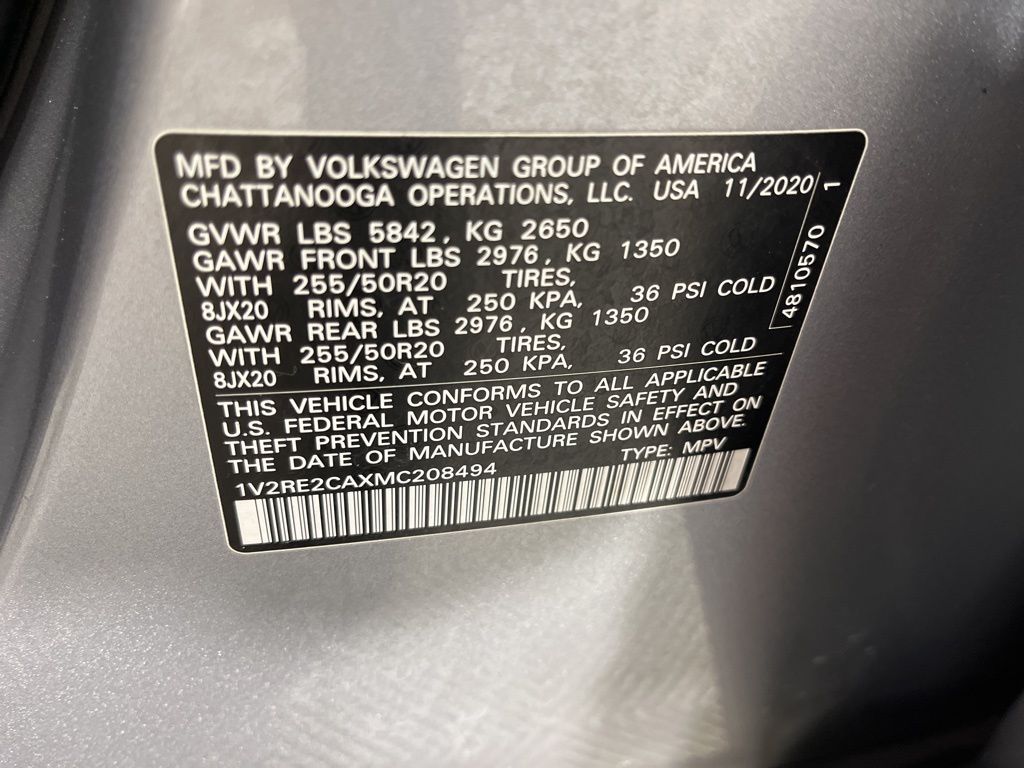 MFD BY VOLKSWAGEN GROUP OF AMERICA
CHATTANOOGA OPERATIONS, LLC. USA 11/2020
GVWR LBS 5842, KG 2650
GAWR FRONT LBS 2976, KG 1350
WITH 255/50R20 TIRES,
8JX20 RIMS, AT 250 KPA, 36 PSI COLD
GAWR REAR LBS 2976, KG 1350
WITH 255/50R20 TIRES,
8JX20 RIMS, AT 250 KPA, 36 PSI COLD
THIS VEHICLE CONFORMS TO ALL APPLICABLE
U.S. FEDERAL MOTOR VEHICLE SAFETY AND
THEFT PREVENTION STANDARDS IN EFFECT ON
THE DATE OF MANUFACTURE SHOWN ABOVE.
1V2RE2CAXMC208494 TYPE: MPV
4810570 1